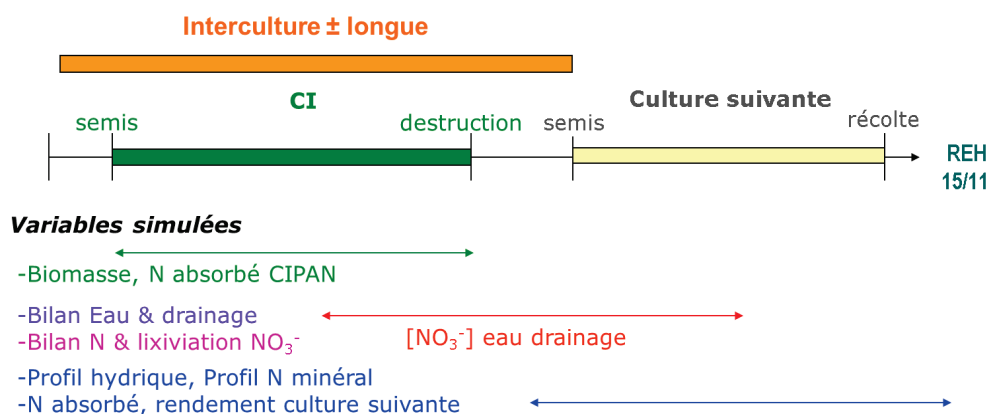 Interculture ± longue
CI
Culture suivante
semis
destruction
semis
récolte
REH
15/11
Variables simulées
-Biomasse, N absorbé CIPAN
-Bilan Eau & drainage
-Bilan N & lixiviation NO₃⁻
[NO₃⁻] eau drainage
-Profil hydrique, Profil N minéral
-N absorbé, rendement culture suivante